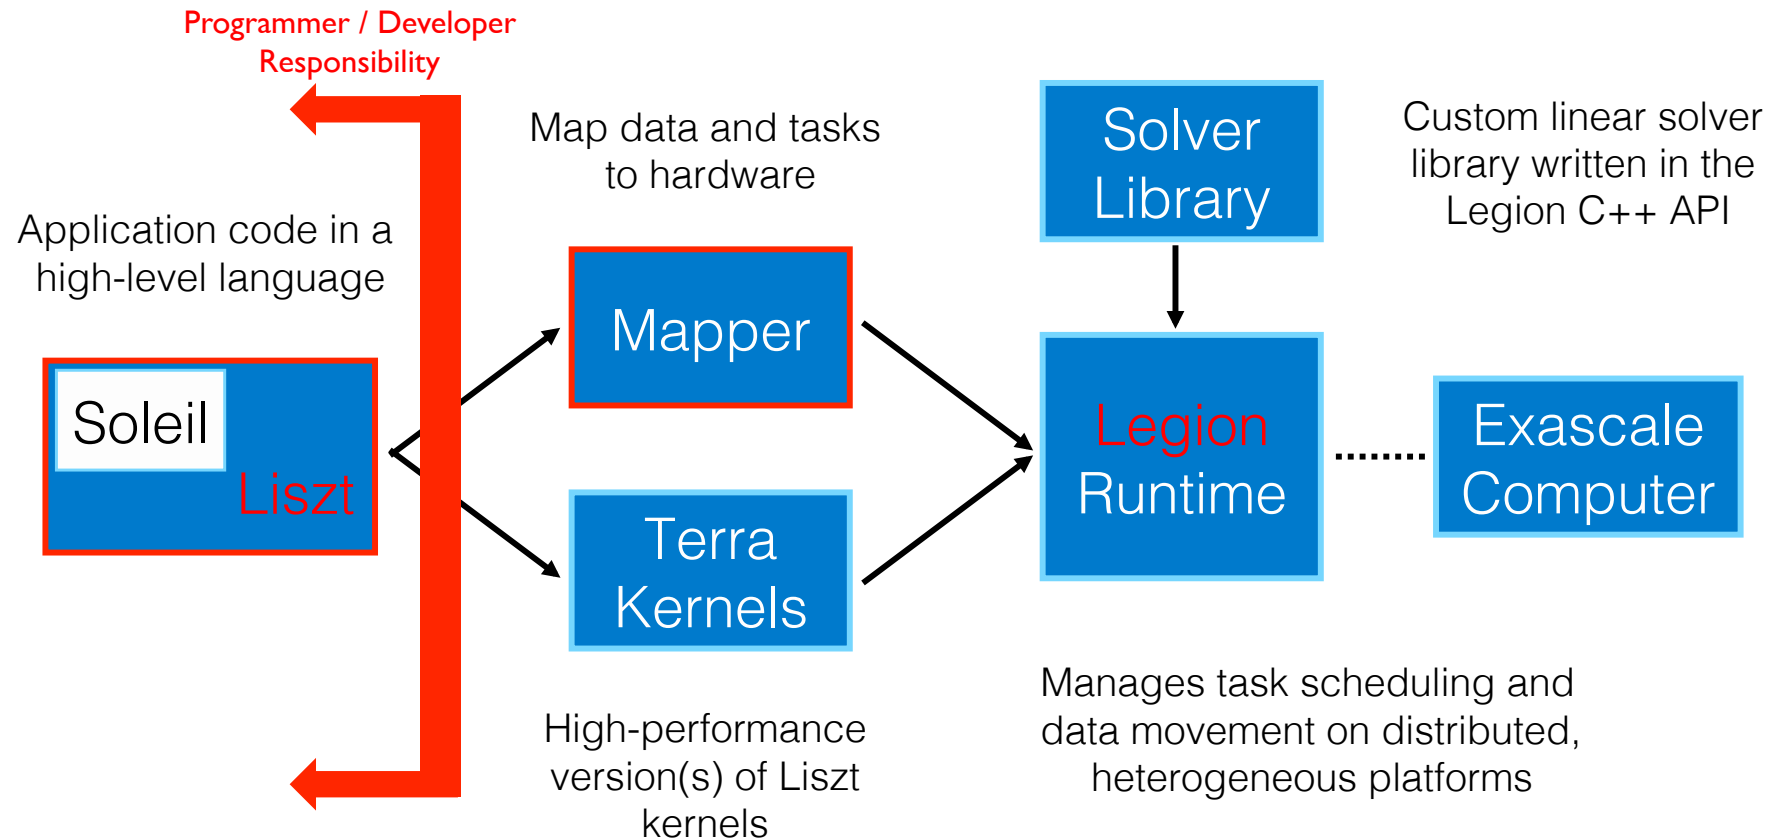 Programmer / Developer
Responsibility
Application code in a
high-level language
Soleil
Liszt
Map data and tasks
to hardware
Mapper
Terra
Kernels
High-performance
version(s) of Liszt
kernels
Solver
Library
Custom linear solver
library written in the
Legion C++ API
Legion
Runtime
Exascale
Computer
Manages task scheduling and
data movement on distributed,
heterogeneous platforms